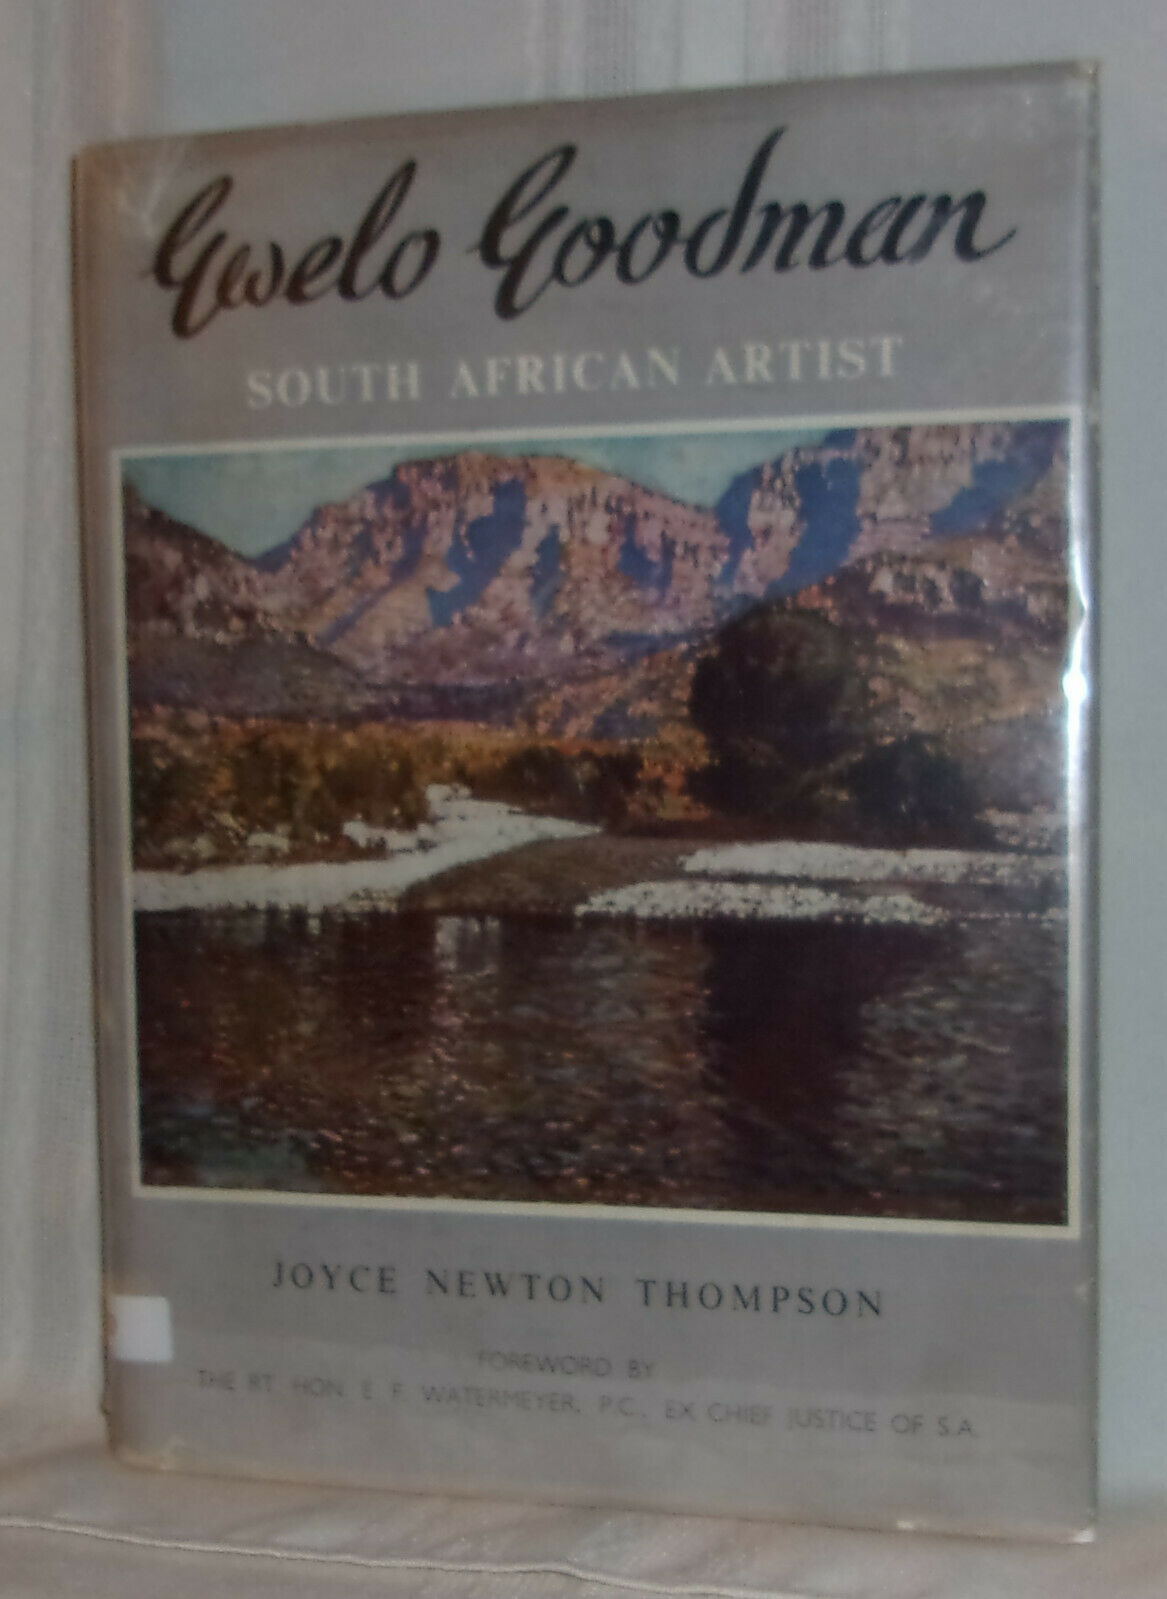 Gwelo Goodman
SOUTH AFRICAN ARTIST
JOYCE NEWTON THOMPSON
FOREWORD BY
THE RT. HON. E. F. WATERMEYER, P.C., EX CHIEF JUSTICE OF S.A.